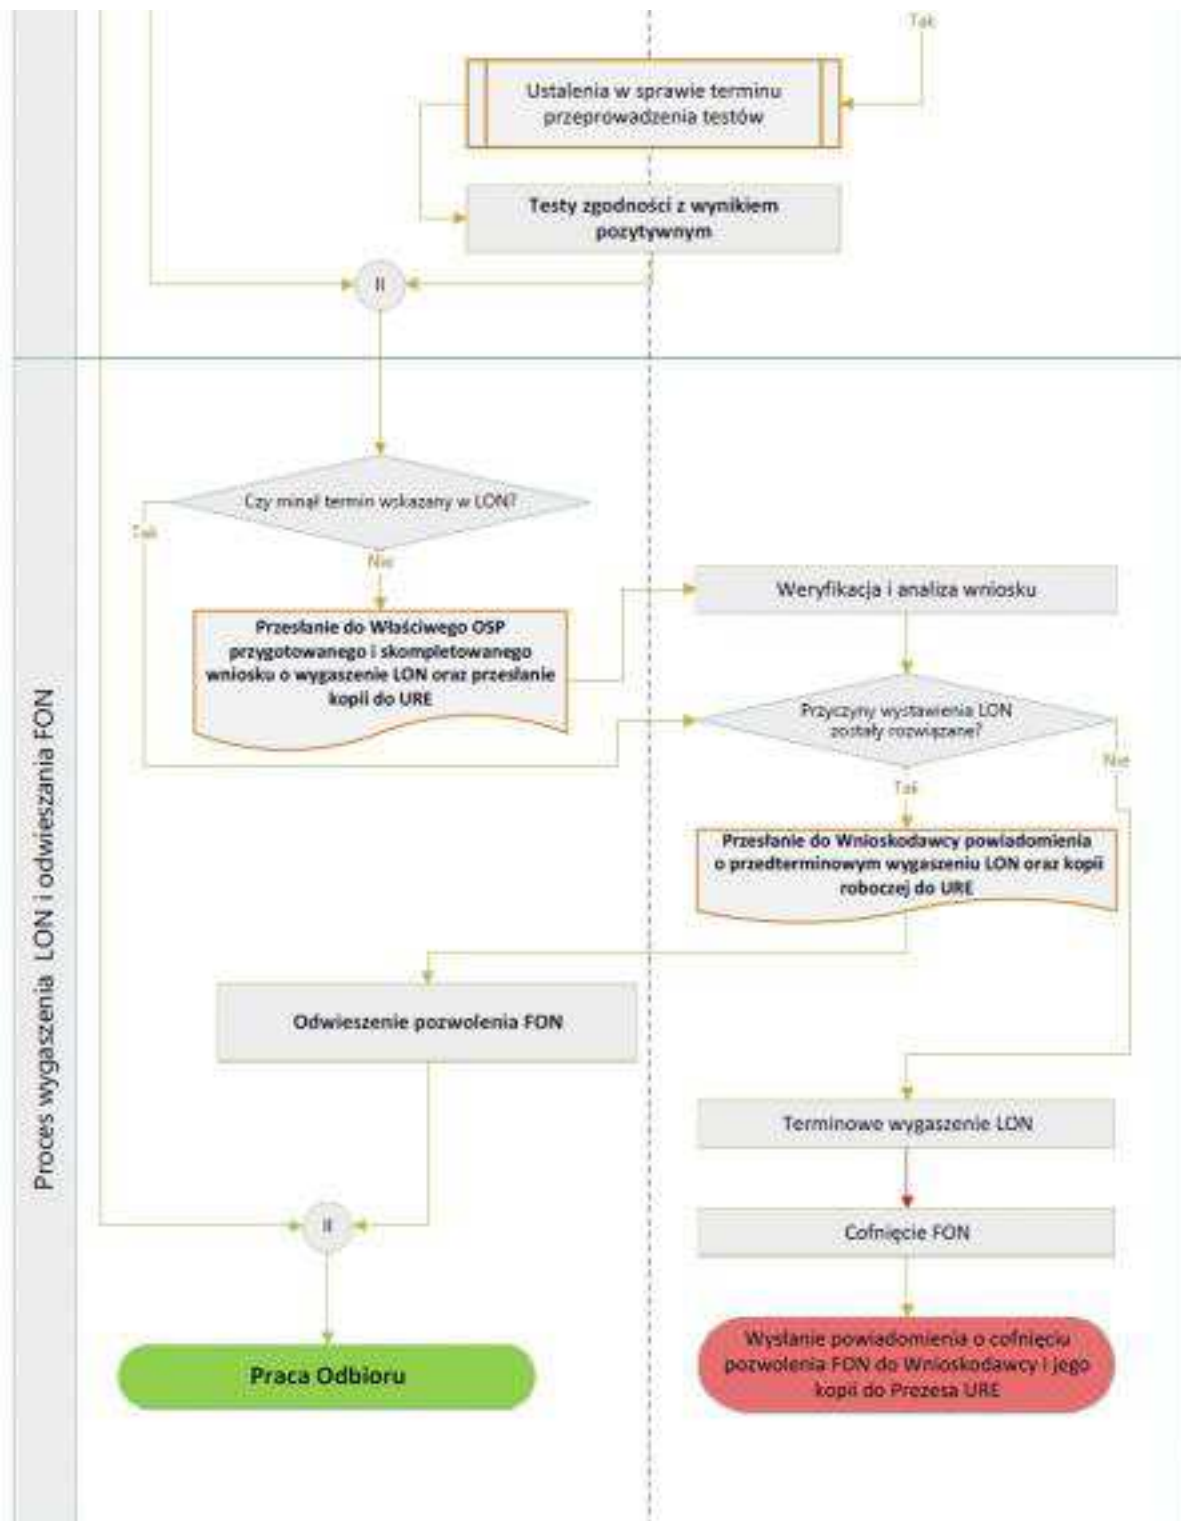 Tak
Ustalenia w sprawie terminu
przeprowadzenia testów
Testy zgodności z wynikiem
pozytywnym
II
Proces wygaszenia LON i odwieszania FON
Czy minął termin wskazany w LON?
Tak
Nie
Przesłanie do Właściwego OSP
przygotowanego i skompletowanego
wniosku o wygaszenie LON oraz przesłanie
kopii do URE
Weryfikacja i analiza wniosku
Przyczyny wystawienia LON
zostały rozwiązane?
Nie
Tak
Przesłanie do Wnioskodawcy powiadomienia
o przedterminowym wygaszeniu LON oraz kopii
roboczej do URE
Odwieszenie pozwolenia FON
Terminowe wygaszenie LON
II
Cofnięcie FON
Praca Odbioru
Wysłanie powiadomienia o cofnięciu
pozwolenia FON do Wnioskodawcy i jego
kopii do Prezesa URE